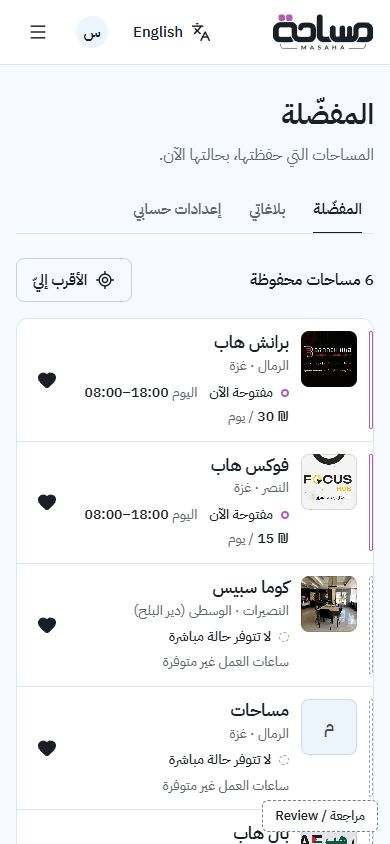 مساحة
MASAHA
English
س
المفضّلة
المساحات التي حفظتها، بحالتها الآن.
المفضّلة
بلاغاتي
إعدادات حسابي
6 مساحات محفوظة
الأقرب إليّ
برانش هاب
الرمال · غزة
مفتوحة الآن اليوم 08:00–18:00
₪ 30 / يوم
FOCUS
HUB
فوكس هاب
النصر · غزة
مفتوحة الآن اليوم 08:00–18:00
₪ 15 / يوم
كوما سبيس
النصيرات · الوسطى (دير البلح)
لا تتوفر حالة مباشرة
ساعات العمل غير متوفرة
م
مساحات
الرمال · غزة
لا تتوفر حالة مباشرة
ساعات العمل غير متوفرة
مراجعة / Review
بال هاب